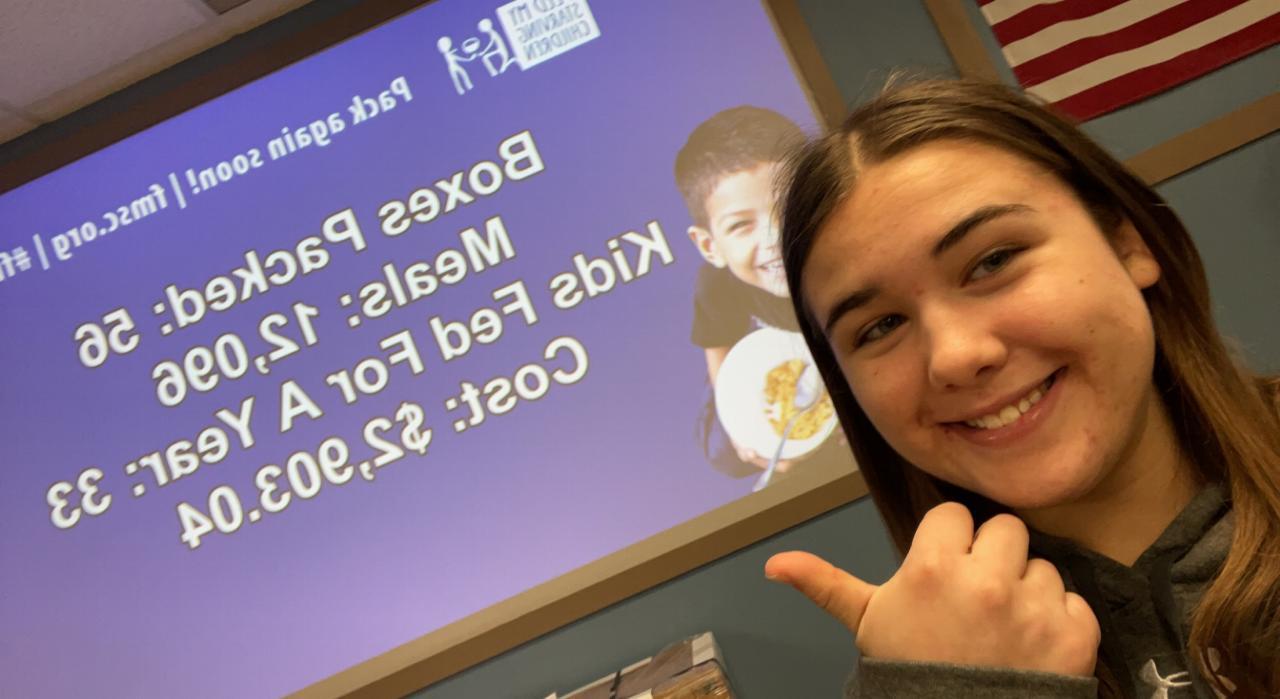 FEED MY
STARVING
CHILDREN
Pack again soon! | fmsc.org |
Boxes Packed: 56
Meals: 12,096
Kids Fed For A Year: 33
Cost: $2,903.04